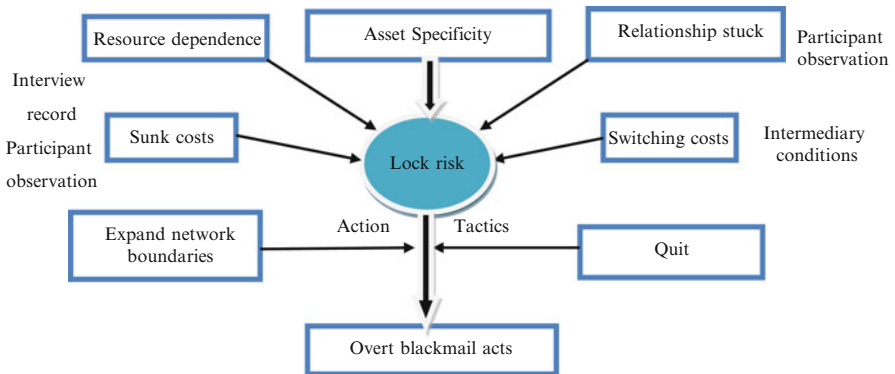 Resource dependence
Asset Specificity
Relationship stuck
Participant
observation
Interview
record
Participant
observation
Sunk costs
Lock risk
Switching costs
Intermediary
conditions
Expand network
boundaries
Action
Tactics
Quit
Overt blackmail acts